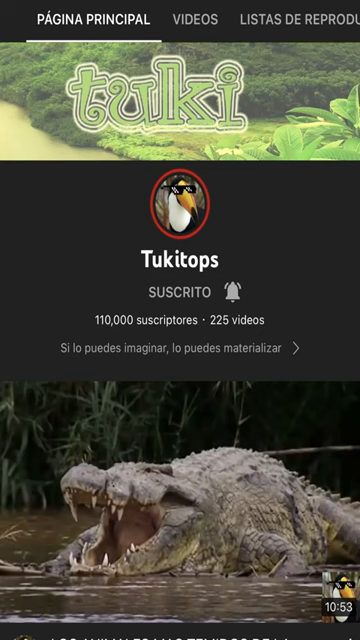 PÁGINA PRINCIPAL VIDEOS LISTAS DE
tuki
Tukitops
SUSCRITO
110,000 suscriptores · 225 videos
Si lo puedes imaginar, lo puedes materializar
10:53